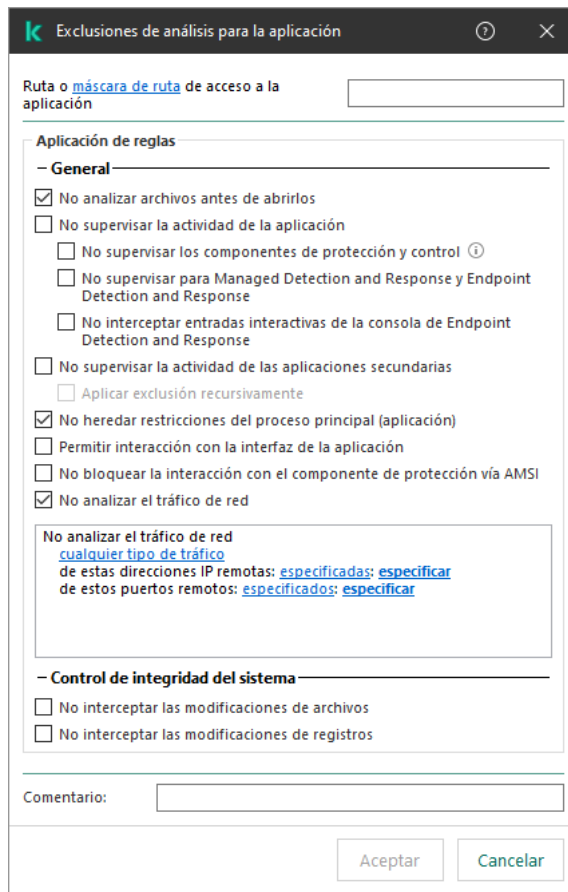 Exclusiones de análisis para la aplicación
Ruta o máscara de ruta de acceso a la
aplicación
Aplicación de reglas
General
No analizar archivos antes de abrirlos
No supervisar la actividad de la aplicación
No supervisar los componentes de protección y control
No supervisar para Managed Detection and Response y Endpoint
Detection and Response
No interceptar entradas interactivas de la consola de Endpoint
Detection and Response
No supervisar la actividad de las aplicaciones secundarias
Aplicar exclusión recursivamente
No heredar restricciones del proceso principal (aplicación)
Permitir interacción con la interfaz de la aplicación
No bloquear la interacción con el componente de protección vía AMSI
No analizar el tráfico de red
No analizar el tráfico de red
cualquier tipo de tráfico
de estas direcciones IP remotas: especificadas: especificar
de estos puertos remotos: especificados: especificar
Control de integridad del sistema
No interceptar las modificaciones de archivos
No interceptar las modificaciones de registros
Comentario:
Aceptar
Cancelar